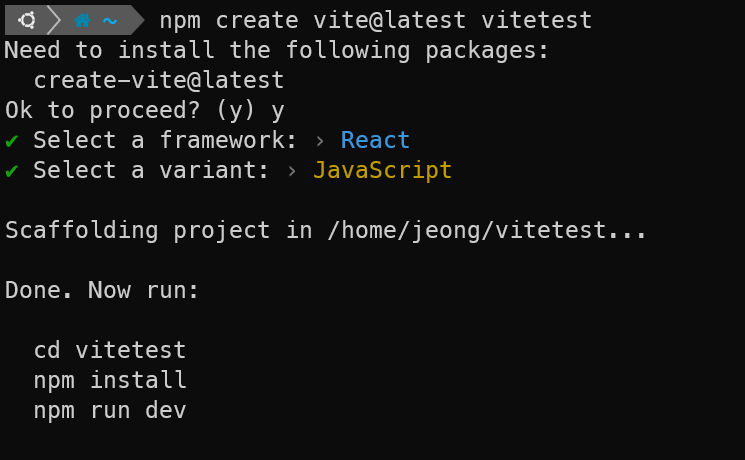 ~ npm create vite@latest vitetest
Need to install the following packages:
  create-vite@latest
Ok to proceed? (y) y
✔ Select a framework: › React
✔ Select a variant: › JavaScript
Scaffolding project in /home/jeong/vitetest...
Done. Now run:
  cd vitetest
  npm install
  npm run dev